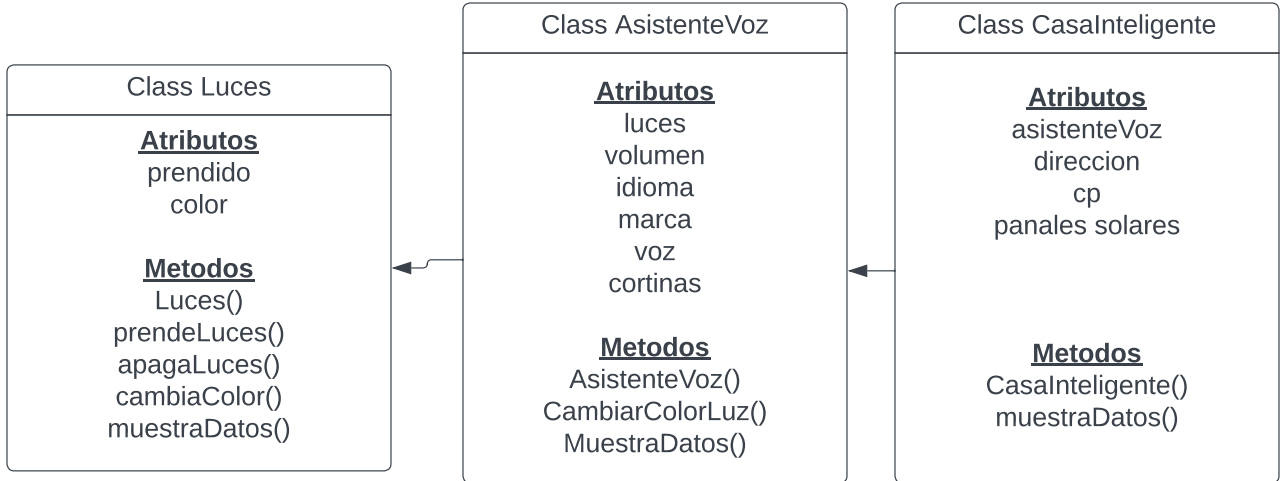 Class Luces
Atributos
prendido
color
Metodos
Luces()
prendeLuces()
apagaLuces()
cambiaColor()
muestraDatos()
Class AsistenteVoz
Atributos
luces
volumen
idioma
marca
voz
cortinas
Metodos
AsistenteVoz()
CambiarColorLuz()
MuestraDatos()
Class CasaInteligente
Atributos
asistenteVoz
direccion
cp
panales solares
Metodos
CasaInteligente()
muestraDatos()